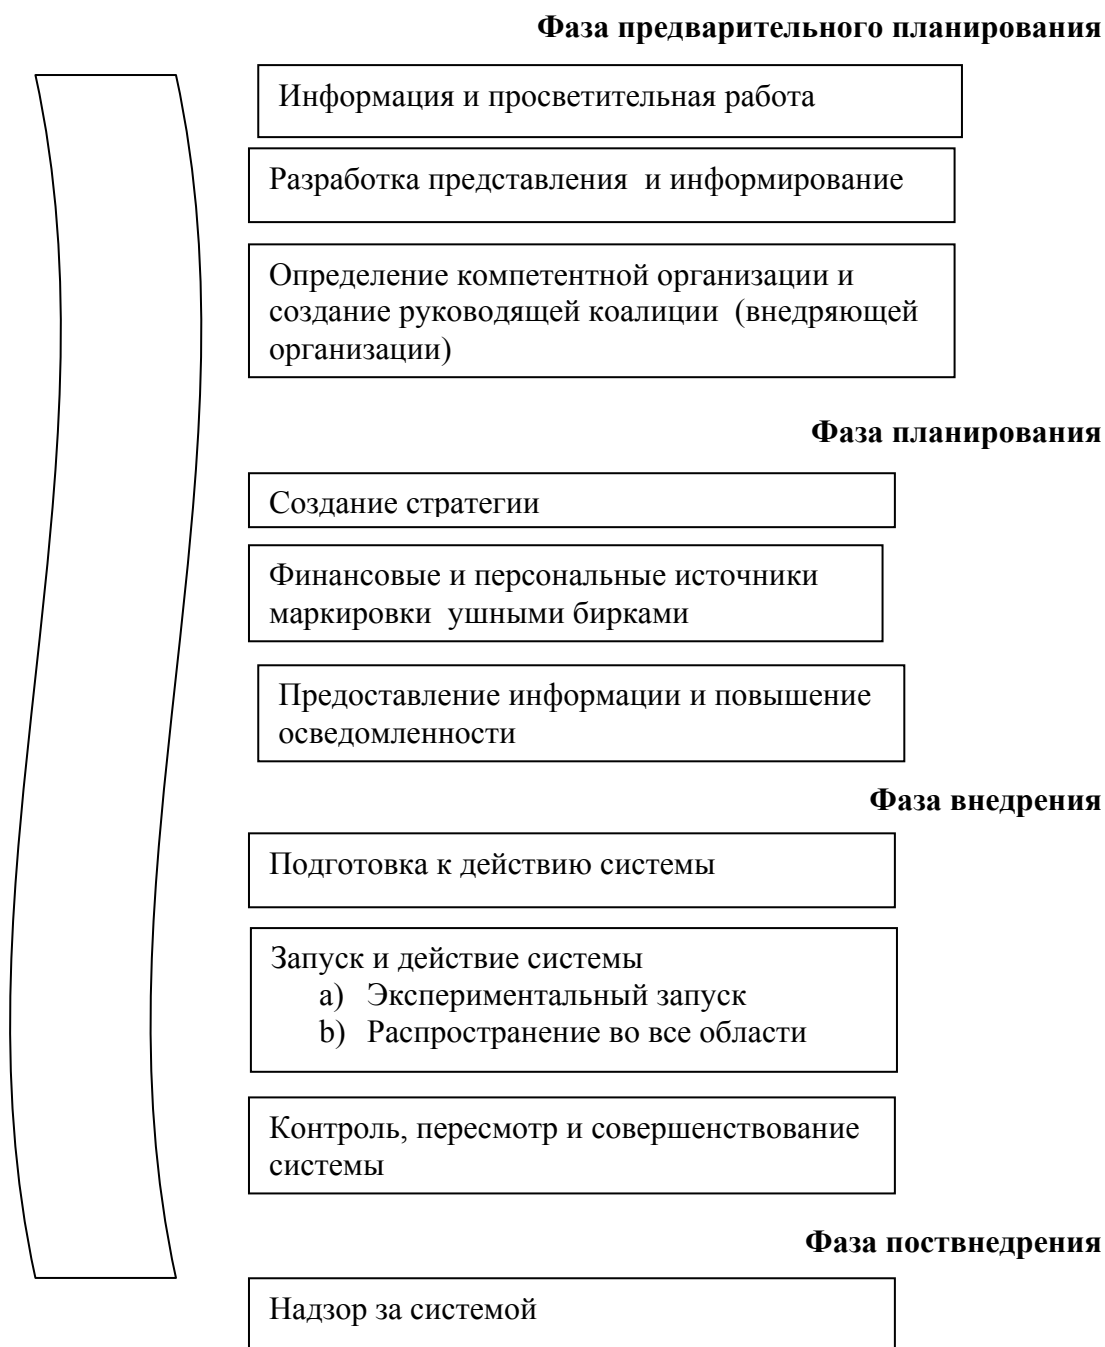 Фаза предварительного планирования
Информация и просветительная работа
Разработка представления  и информирование
Определение компетентной организации и
создание руководящей коалиции  (внедряющей
организации)
Фаза планирования
Создание стратегии
Финансовые и персональные источники
маркировки  ушными бирками
Предоставление информации и повышение
осведомленности
Фаза внедрения
Подготовка к действию системы
Запуск и действие системы
a) Экспериментальный запуск
b) Распространение во все области
Контроль, пересмотр и совершенствование
системы
Фаза поствнедрения
Надзор за системой